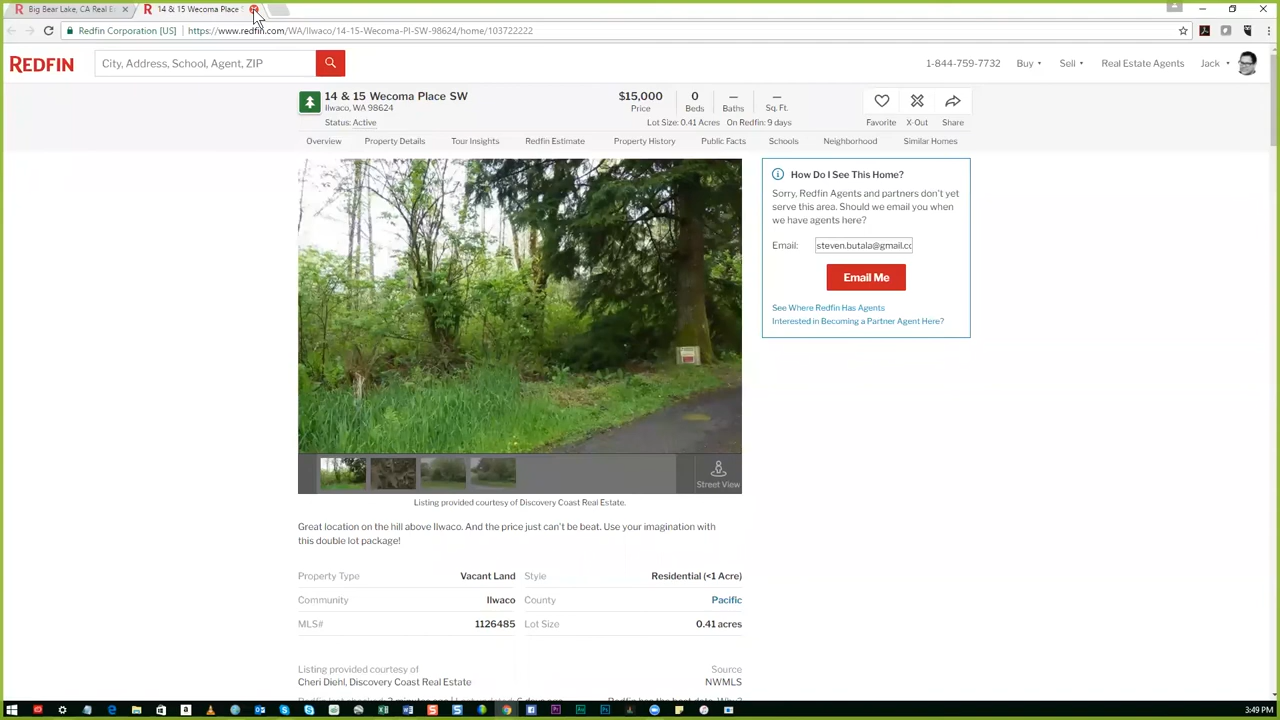 Big Bear Lake, CA Real Es
14 & 15 Wecoma Place S
Redfin Corporation [US]
https://www.redfin.com/WA/Ilwaco/14-15-Wecoma-Pl-SW-98624/home/103722222
REDFIN
City, Address, School, Agent, ZIP
1-844-759-7732
Buy
Sell
Real Estate Agents
Jack
14 & 15 Wecoma Place SW
Ilwaco, WA 98624
Status: Active
$15,000
Price
0
Beds
—
Baths
—
Sq. Ft.
Lot Size: 0.41 Acres
On Redfin: 9 days
Favorite
X-Out
Share
Overview
Property Details
Tour Insights
Redfin Estimate
Property History
Public Facts
Schools
Neighborhood
Similar Homes
How Do I See This Home?
Sorry, Redfin Agents and partners don't yet
serve this area. Should we email you when
we have agents here?
Email:
steven.butala@gmail.cc
Email Me
See Where Redfin Has Agents
Interested in Becoming a Partner Agent Here?
Street View
Listing provided courtesy of Discovery Coast Real Estate.
Great location on the hill above Ilwaco. And the price just can't be beat. Use your imagination with
this double lot package!
Property Type
Vacant Land
Style
Residential (<1 Acre)
Community
Ilwaco
County
Pacific
MLS#
1126485
Lot Size
0.41 acres
Listing provided courtesy of
Source
Cheri Diehl, Discovery Coast Real Estate
NWMLS
3:49 PM